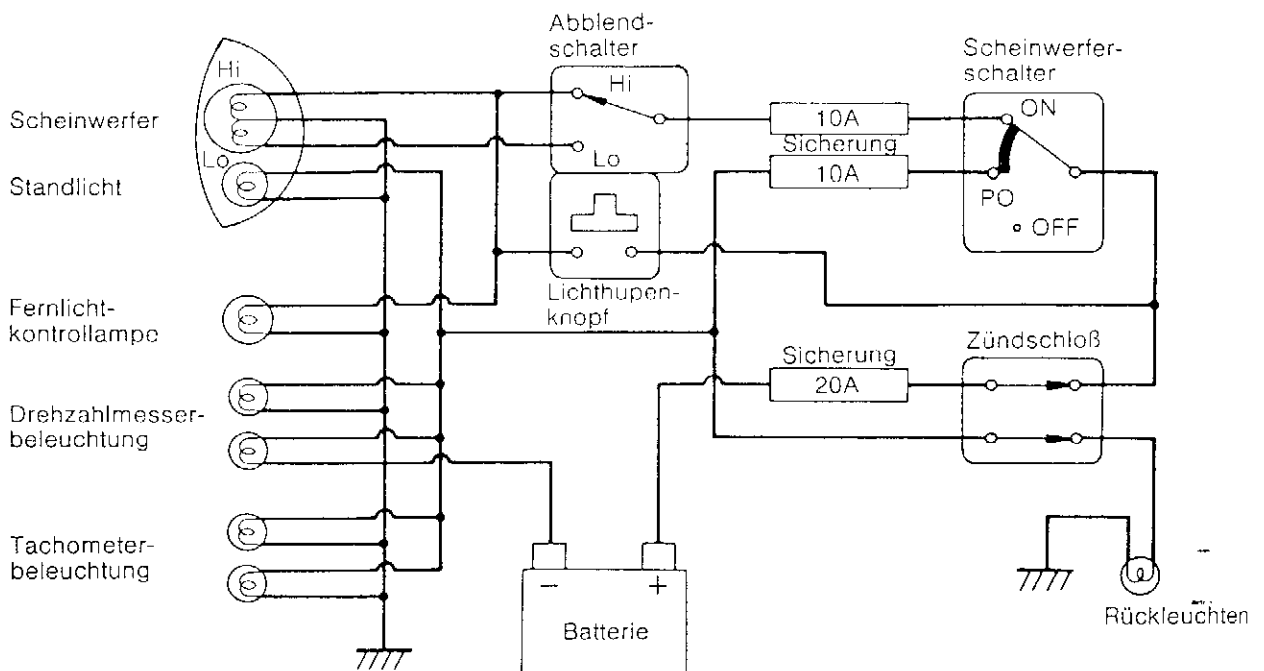 Abblend-
schalter
Scheinwerfer-
schalter
Hi
Hi
ON
Scheinwerfer
10A
Sicherung
Lo
Lo
10A
Standlicht
PO
OFF
Fernlicht-
kontrollampe
Lichthupen-
knopf
Zündschloß
Sicherung
20A
Drehzahlmesser-
beleuchtung
Tachometer-
beleuchtung
−
+
Batterie
Rückleuchten